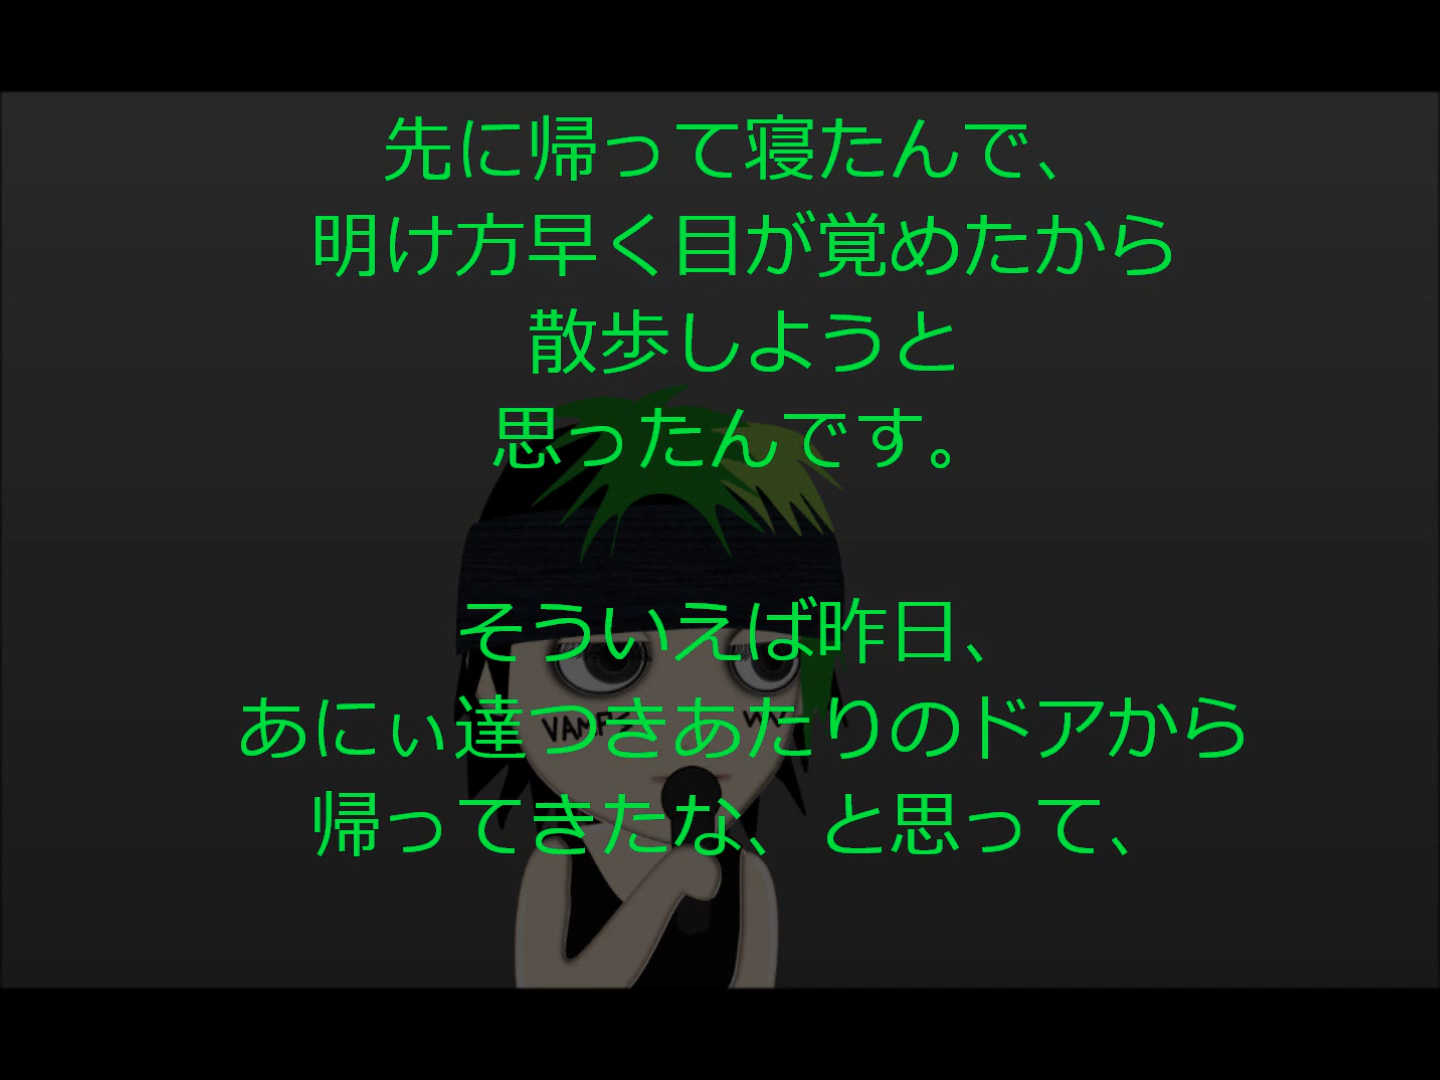 先に帰って寝たんで、
明け方早く目が覚めたから
散歩しようと
思ったんです。
そういえば昨日、
あにぃ達つきあたりのドアから
帰ってきたな、と思って、